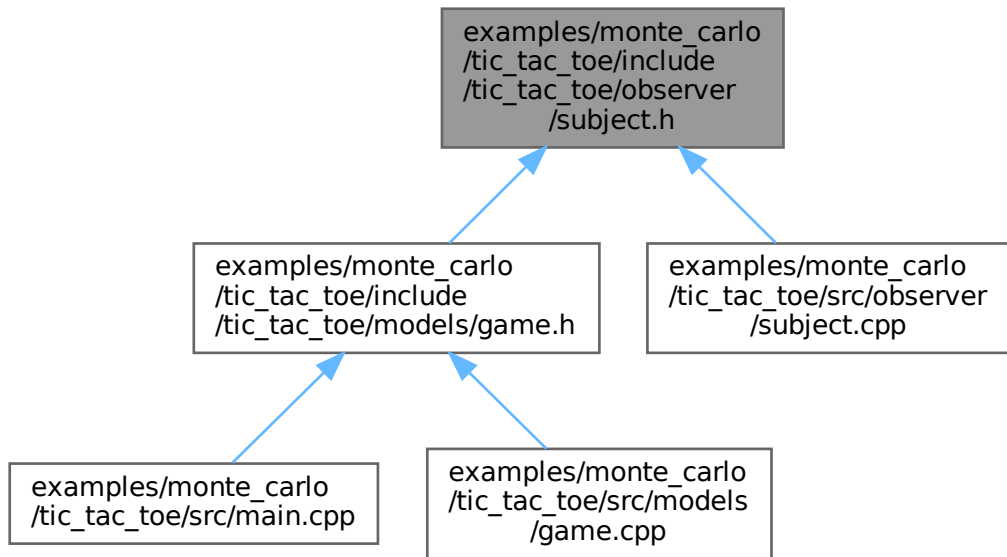 examples/monte_carlo
/tic_tac_toe/include
/tic_tac_toe/observer
/subject.h
examples/monte_carlo
/tic_tac_toe/include
/tic_tac_toe/models/game.h
examples/monte_carlo
/tic_tac_toe/src/observer
/subject.cpp
examples/monte_carlo
/tic_tac_toe/src/main.cpp
examples/monte_carlo
/tic_tac_toe/src/models
/game.cpp